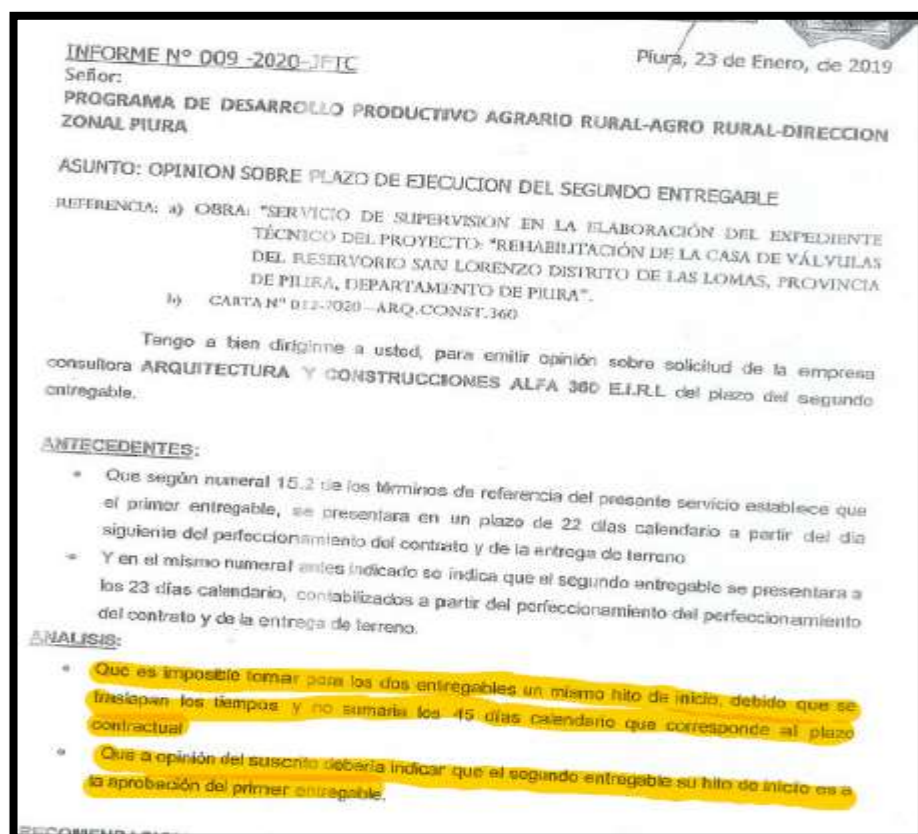 INFORME Nº D09 -2020-JFTC
Piura, 23 de Enero, de 2019
Señor:
PROGRAMA DE DESARROLLO PRODUCTIVO AGRARIO RURAL-AGRO RURAL-DIRECCION
ZONAL PIURA
ASUNTO: OPINION SOBRE PLAZO DE EJECUCION DEL SEGUNDO ENTREGABLE
REFERENCIA: a) OBRA: "SERVICIO DE SUPERVISION EN LA ELABORACIÓN DEL EXPEDIENTE
TÉCNICO DEL PROYECTO: "REHABILITACIÓN DE LA CASA DE VÁLVULAS
DEL RESERVORIO SAN LORENZO DISTRITO DE LAS LOMAS, PROVINCIA
DE PIURA, DEPARTAMENTO DE PIURA".
b) CARTA Nº 012-2020-ARQ.CONST.360
Tengo a bien dirigirme a usted, para emitir opinión sobre solicitud de la empresa
consultora ARQUITECTURA Y CONSTRUCCIONES ALFA 360 E.I.R.L del plazo del segundo
entregable.
ANTECEDENTES:
• Que según numeral 15.2 de los términos de referencia del presente servicio establece que
el primer entregable, se presentara en un plazo de 22 días calendario a partir del día
siguiente del perfeccionamiento del contrato y de la entrega de terreno
• Y en el mismo numeral antes indicado se indica que el segundo entregable se presentara a
los 23 días calendario, contabilizados a partir del perfeccionamiento del perfeccionamiento
del contrato y de la entrega de terreno.
ANALISIS:
• Que es imposible tomar para los dos entregables un mismo hito de inicio, debido que se
traslapan los tiempos y no sumaria los 45 días calendario que corresponde al plazo
contractual
• Que a opinión del suscrito debería indicar que el segundo entregable su hito de inicio es a
la aprobación del primer entregable.